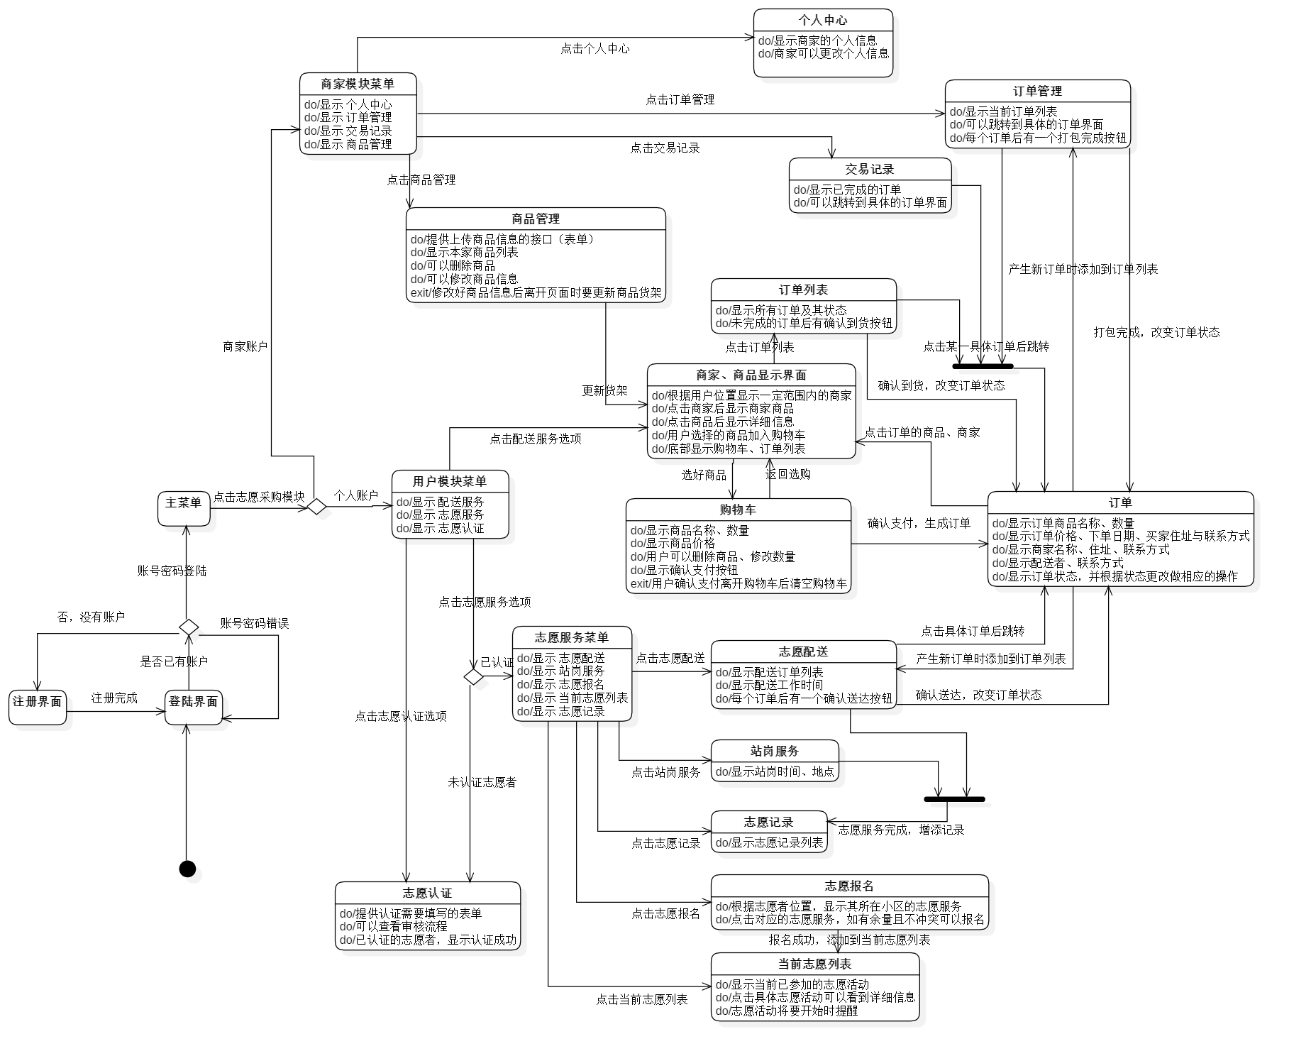 个人中心
do/显示商家的个人信息
do/商家可以更改个人信息
点击个人中心
商家模块菜单
do/显示 个人中心
do/显示 订单管理
do/显示 交易记录
do/显示 商品管理
点击订单管理
订单管理
do/显示当前订单列表
do/可以跳转到具体的订单界面
do/每个订单后有一个打包完成按钮
点击交易记录
交易记录
do/显示已完成的订单
do/可以跳转到具体的订单界面
点击商品管理
商品管理
do/提供上传商品信息的接口（表单）
do/显示本家商品列表
do/可以删除商品
do/可以修改商品信息
exit/修改好商品信息后离开页面时要更新商品货架
产生新订单时添加到订单列表
订单列表
do/显示所有订单及其状态
do/未完成的订单后有确认到货按钮
打包完成，改变订单状态
商家账户
点击订单列表
点击某一具体订单后跳转
商家、商品显示界面
do/根据用户位置显示一定范围内的商家
do/点击商家后显示商家商品
do/点击商品后显示详细信息
do/用户选择的商品加入购物车
do/底部显示购物车、订单列表
更新货架
确认到货，改变订单状态
点击配送服务选项
点击订单的商品、商家
选好商品
返回选购
用户模块菜单
do/显示 配送服务
do/显示 志愿服务
do/显示 志愿认证
主菜单
点击志愿采购模块
个人账户
购物车
do/显示商品名称、数量
do/显示商品价格
do/用户可以删除商品、修改数量
do/显示确认支付按钮
exit/用户确认支付离开购物车后清空购物车
确认支付，生成订单
订单
do/显示订单商品名称、数量
do/显示订单价格、下单日期、买家住址与联系方式
do/显示商家名称、住址、联系方式
do/显示配送者、联系方式
do/显示订单状态，并根据状态更改做相应的操作
账号密码登陆
点击志愿服务选项
否，没有账户
账号密码错误
是否已有账户
注册界面
注册完成
登陆界面
已认证
志愿服务菜单
do/显示 志愿配送
do/显示 站岗服务
do/显示 志愿报名
do/显示 当前志愿列表
do/显示 志愿记录
点击志愿配送
志愿配送
do/显示配送订单列表
do/显示配送工作时间
do/每个订单后有一个确认送达按钮
点击具体订单后跳转
产生新订单时添加到订单列表
确认送达，改变订单状态
点击志愿认证选项
未认证志愿者
站岗服务
do/显示站岗时间、地点
点击站岗服务
志愿记录
do/显示志愿记录列表
点击志愿记录
志愿服务完成，增添记录
志愿认证
do/提供认证需要填写的表单
do/可以查看审核流程
do/已认证的志愿者，显示认证成功
志愿报名
do/根据志愿者位置，显示其所在小区的志愿服务
do/点击对应的志愿服务，如有余量且不冲突可以报名
点击志愿报名
报名成功，添加到当前志愿列表
当前志愿列表
do/显示当前已参加的志愿活动
do/点击具体志愿活动可以看到详细信息
do/志愿活动将要开始时提醒
点击当前志愿列表